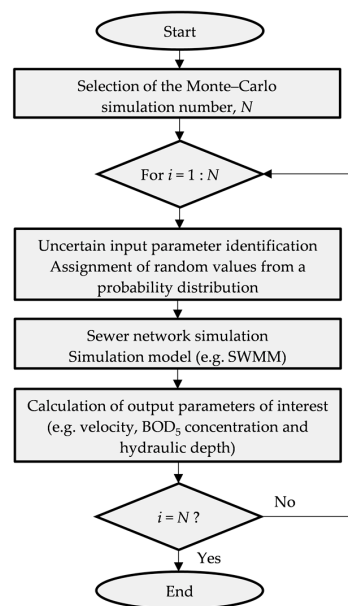 Start
Selection of the Monte–Carlo
simulation number, N
For i = 1 : N
Uncertain input parameter identification
Assignment of random values from a
probability distribution
Sewer network simulation
Simulation model (e.g. SWMM)
Calculation of output parameters of interest
(e.g. velocity, BOD₅ concentration and
hydraulic depth)
i = N ?
No
Yes
End